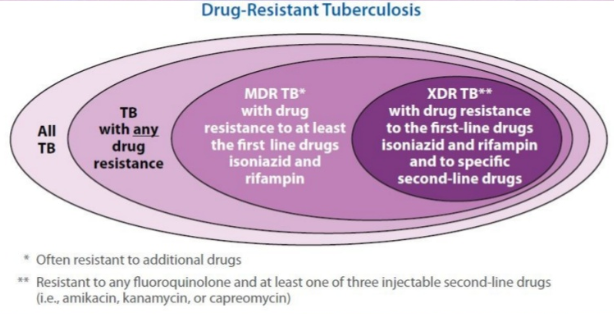 Drug-Resistant Tuberculosis
All
TB
TB
with any
drug
resistance
MDR TB*
with drug
resistance to at least
the first line drugs
isoniazid and
rifampin
XDR TB**
with drug resistance
to the first-line drugs
isoniazid and rifampin
and to specific
second-line drugs
* Often resistant to additional drugs
** Resistant to any fluoroquinolone and at least one of three injectable second-line drugs
(i.e., amikacin, kanamycin, or capreomycin)